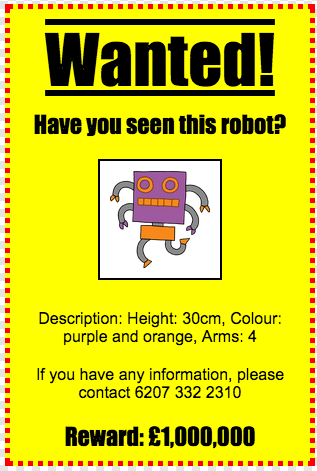 Wanted!
Have you seen this robot?
Description: Height: 30cm, Colour:
purple and orange, Arms: 4
If you have any information, please
contact 6207 332 2310
Reward: £1,000,000